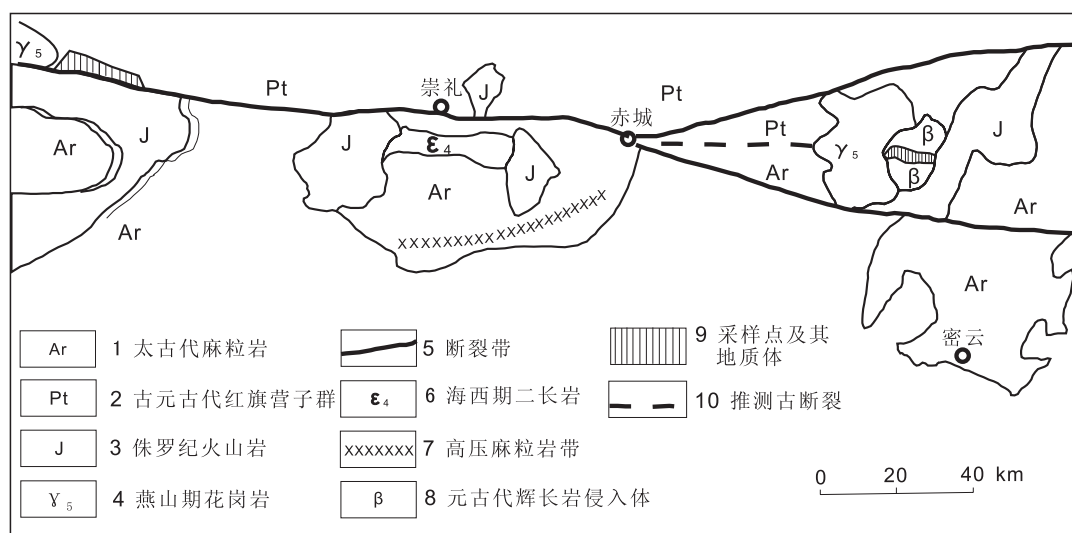 γ5
Pt
崇礼
J
Pt
赤城
Ar
J
J
ε4
J
Ar
Ar
Pt
Ar
γ5
β
β
J
Ar
Ar
密云
xxxxxxxxxxxxxxxxxxxxxxxxx
Ar 1 太古代麻粒岩
Pt 2 古元古代红旗营子群
J 3 侏罗纪火山岩
γ5 4 燕山期花岗岩
5 断裂带
ε4 6 海西期二长岩
xxxxxxxx 7 高压麻粒岩带
β 8 元古代辉长岩侵入体
9 采样点及其
地质体
10 推测古断裂
0 20 40 km